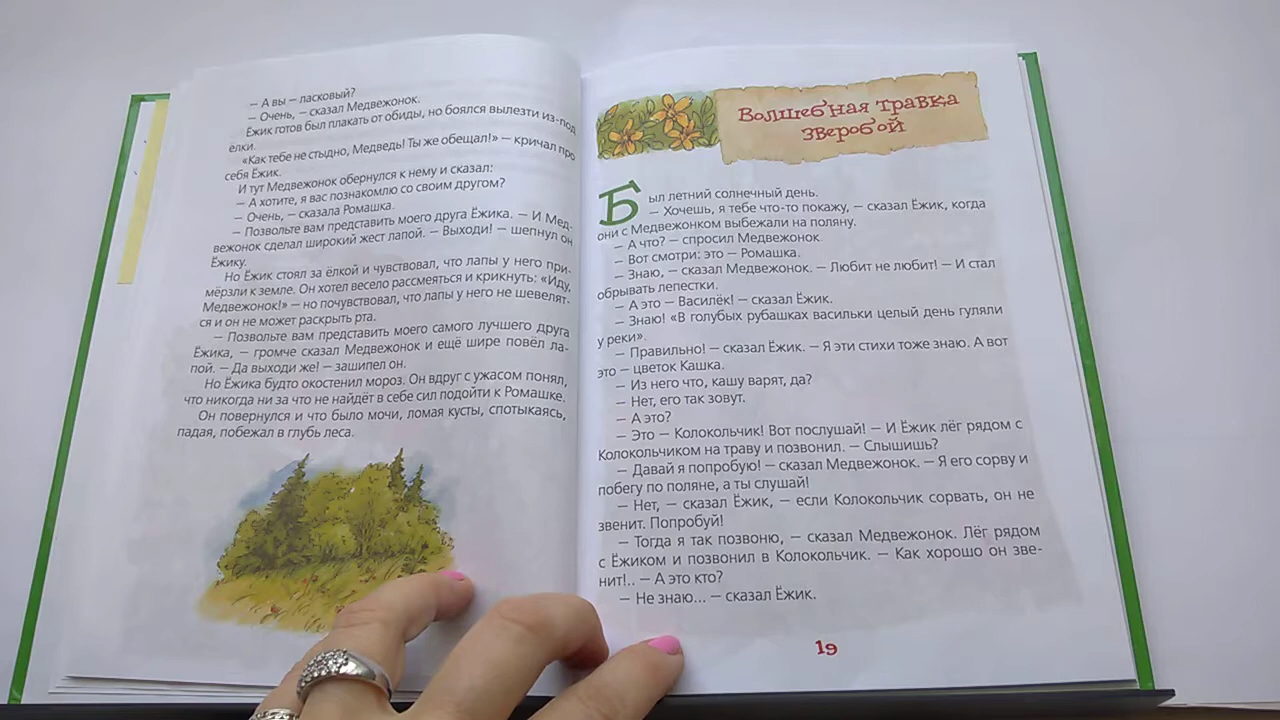 — А вы — ласковый?
— Очень, — сказал Медвежонок.
Ёжик готов был плакать от обиды, но боялся вылезти из-под
ёлки.
«Как тебе не стыдно, Медведь! Ты же обещал!» — кричал про
себя Ёжик.
И тут Медвежонок обернулся к нему и сказал:
— А хотите, я вас познакомлю со своим другом?
— Очень, — сказала Ромашка.
— Позвольте вам представить моего друга Ёжика. — И Мед-
вежонок сделал широкий жест лапой. — Выходи! — шепнул он
Ёжику.
Но Ёжик стоял за ёлкой и чувствовал, что лапы у него при-
мёрзли к земле. Он хотел весело рассмеяться и крикнуть: «Иду,
Медвежонок!» — но почувствовал, что лапы у него не шевелят-
ся и он не может раскрыть рта.
— Позвольте вам представить моего самого лучшего друга
Ёжика, — громче сказал Медвежонок и ещё шире повёл ла-
пой. — Да выходи же! — зашипел он.
Но Ёжика будто окостенил мороз. Он вдруг с ужасом понял,
что никогда ни за что не найдёт в себе сил подойти к Ромашке.
Он повернулся и что было мочи, ломая кусты, спотыкаясь,
падая, побежал в глубь леса.
Волшебная травка
зверобой
Был летний солнечный день.
— Хочешь, я тебе что-то покажу, — сказал Ёжик, когда
они с Медвежонком выбежали на поляну.
— А что? — спросил Медвежонок.
— Вот смотри: это — Ромашка.
— Знаю, — сказал Медвежонок. — Любит не любит! — И стал
обрывать лепестки.
— А это — Василёк! — сказал Ёжик.
— Знаю! «В голубых рубашках васильки целый день гуляли
у реки».
— Правильно! — сказал Ёжик. — Я эти стихи тоже знаю. А вот
это — цветок Кашка.
— Из него что, кашу варят, да?
— Нет, его так зовут.
— А это?
— Это — Колокольчик! Вот послушай! — И Ёжик лёг рядом с
Колокольчиком на траву и позвонил. — Слышишь?
— Давай я попробую! — сказал Медвежонок. — Я его сорву и
побегу по поляне, а ты слушай!
— Нет, — сказал Ёжик, — если Колокольчик сорвать, он не
звенит. Попробуй!
— Тогда я так позвоню, — сказал Медвежонок. Лёг рядом
с Ёжиком и позвонил в Колокольчик. — Как хорошо он зве-
нит!.. — А это кто?
— Не знаю... — сказал Ёжик.
19